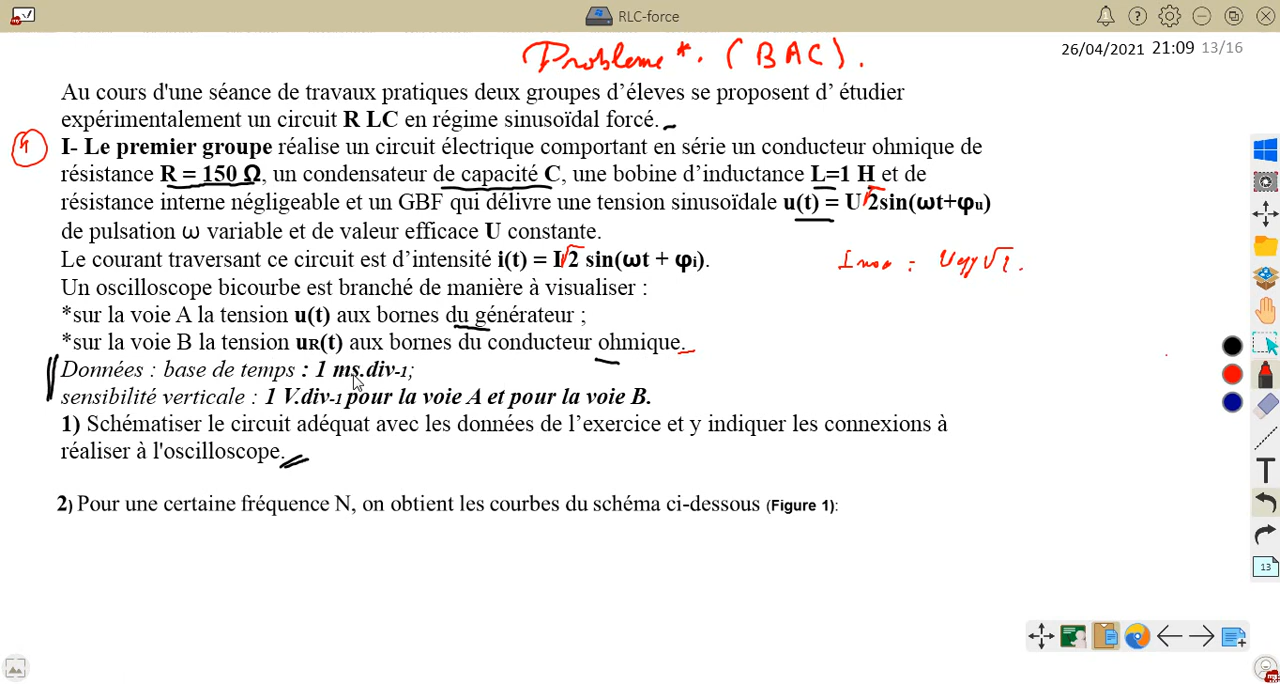 RLC-force
26/04/2021 21:09 13/16
Probleme *. (BAC).
Au cours d'une séance de travaux pratiques deux groupes d'éleves se proposent d' étudier
expérimentalement un circuit R LC en régime sinusoïdal forcé.
I- Le premier groupe réalise un circuit électrique comportant en série un conducteur ohmique de
résistance R = 150 Ω, un condensateur de capacité C, une bobine d'inductance L=1 H et de
résistance interne négligeable et un GBF qui délivre une tension sinusoïdale u(t) = U√2sin(ωt+φu)
de pulsation ω variable et de valeur efficace U constante.
Le courant traversant ce circuit est d'intensité i(t) = I√2 sin(ωt + φi).
Un oscilloscope bicourbe est branché de manière à visualiser :
*sur la voie A la tension u(t) aux bornes du générateur ;
*sur la voie B la tension uR(t) aux bornes du conducteur ohmique.
Données : base de temps : 1 ms.div-1;
sensibilité verticale : 1 V.div-1 pour la voie A et pour la voie B.
1) Schématiser le circuit adéquat avec les données de l'exercice et y indiquer les connexions à
réaliser à l'oscilloscope.
2) Pour une certaine fréquence N, on obtient les courbes du schéma ci-dessous (Figure 1):
T
13